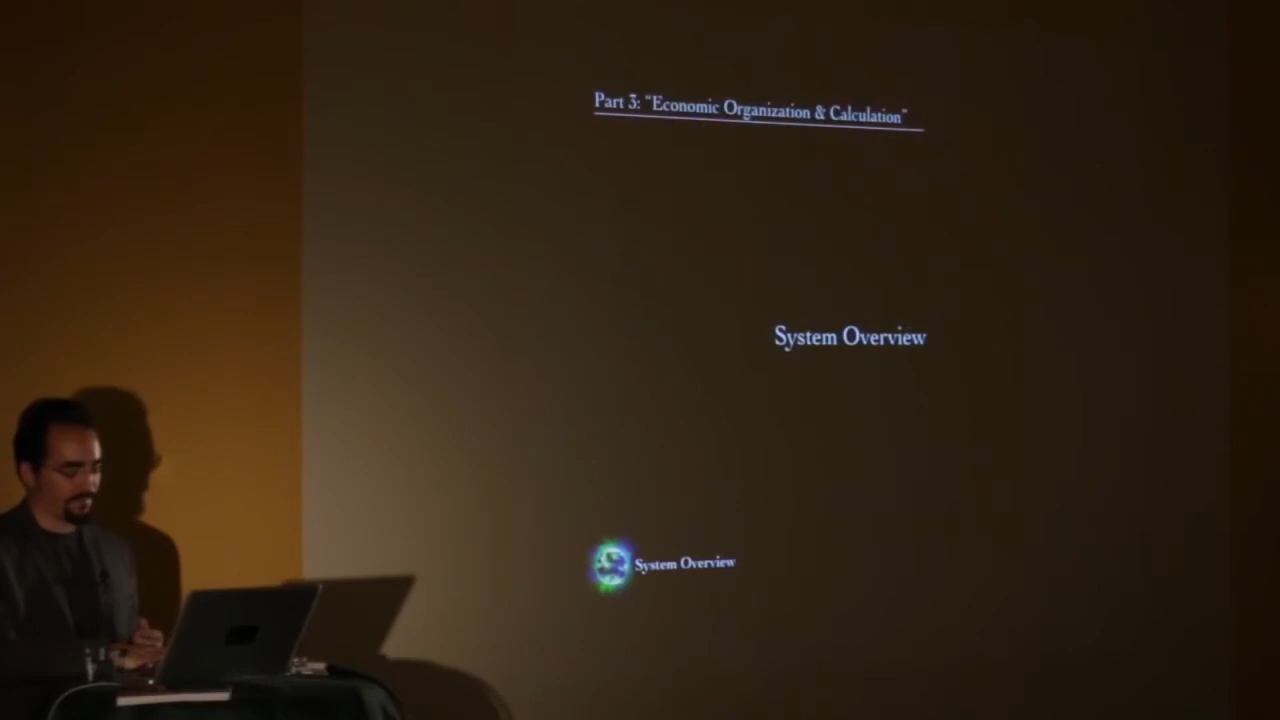 Part 3: "Economic Organization & Calculation"
System Overview
System Overview